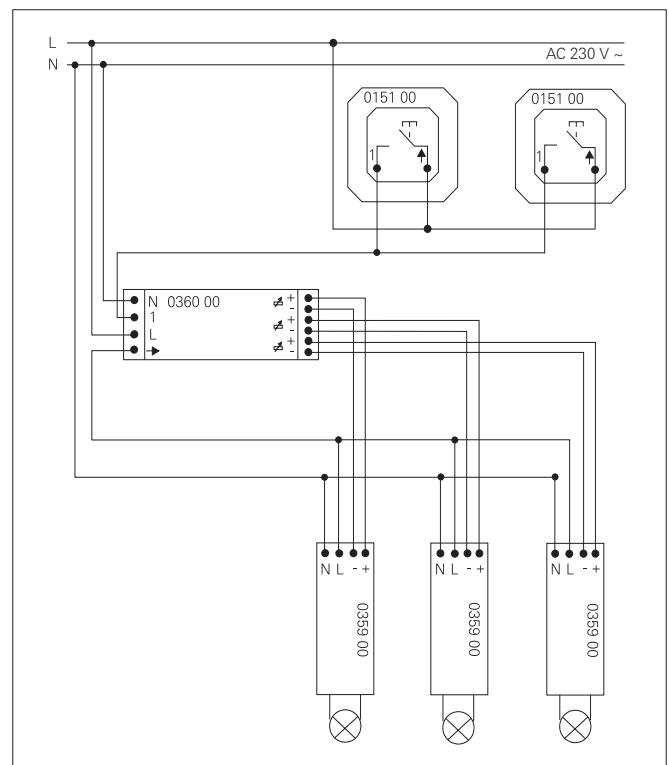 L
AC 230 V ~
N
0151 00
0151 00
1
1
N 0360 00 + -
1 + -
L + -
N L - +
N L - +
N L - +
0359 00
0359 00
0359 00